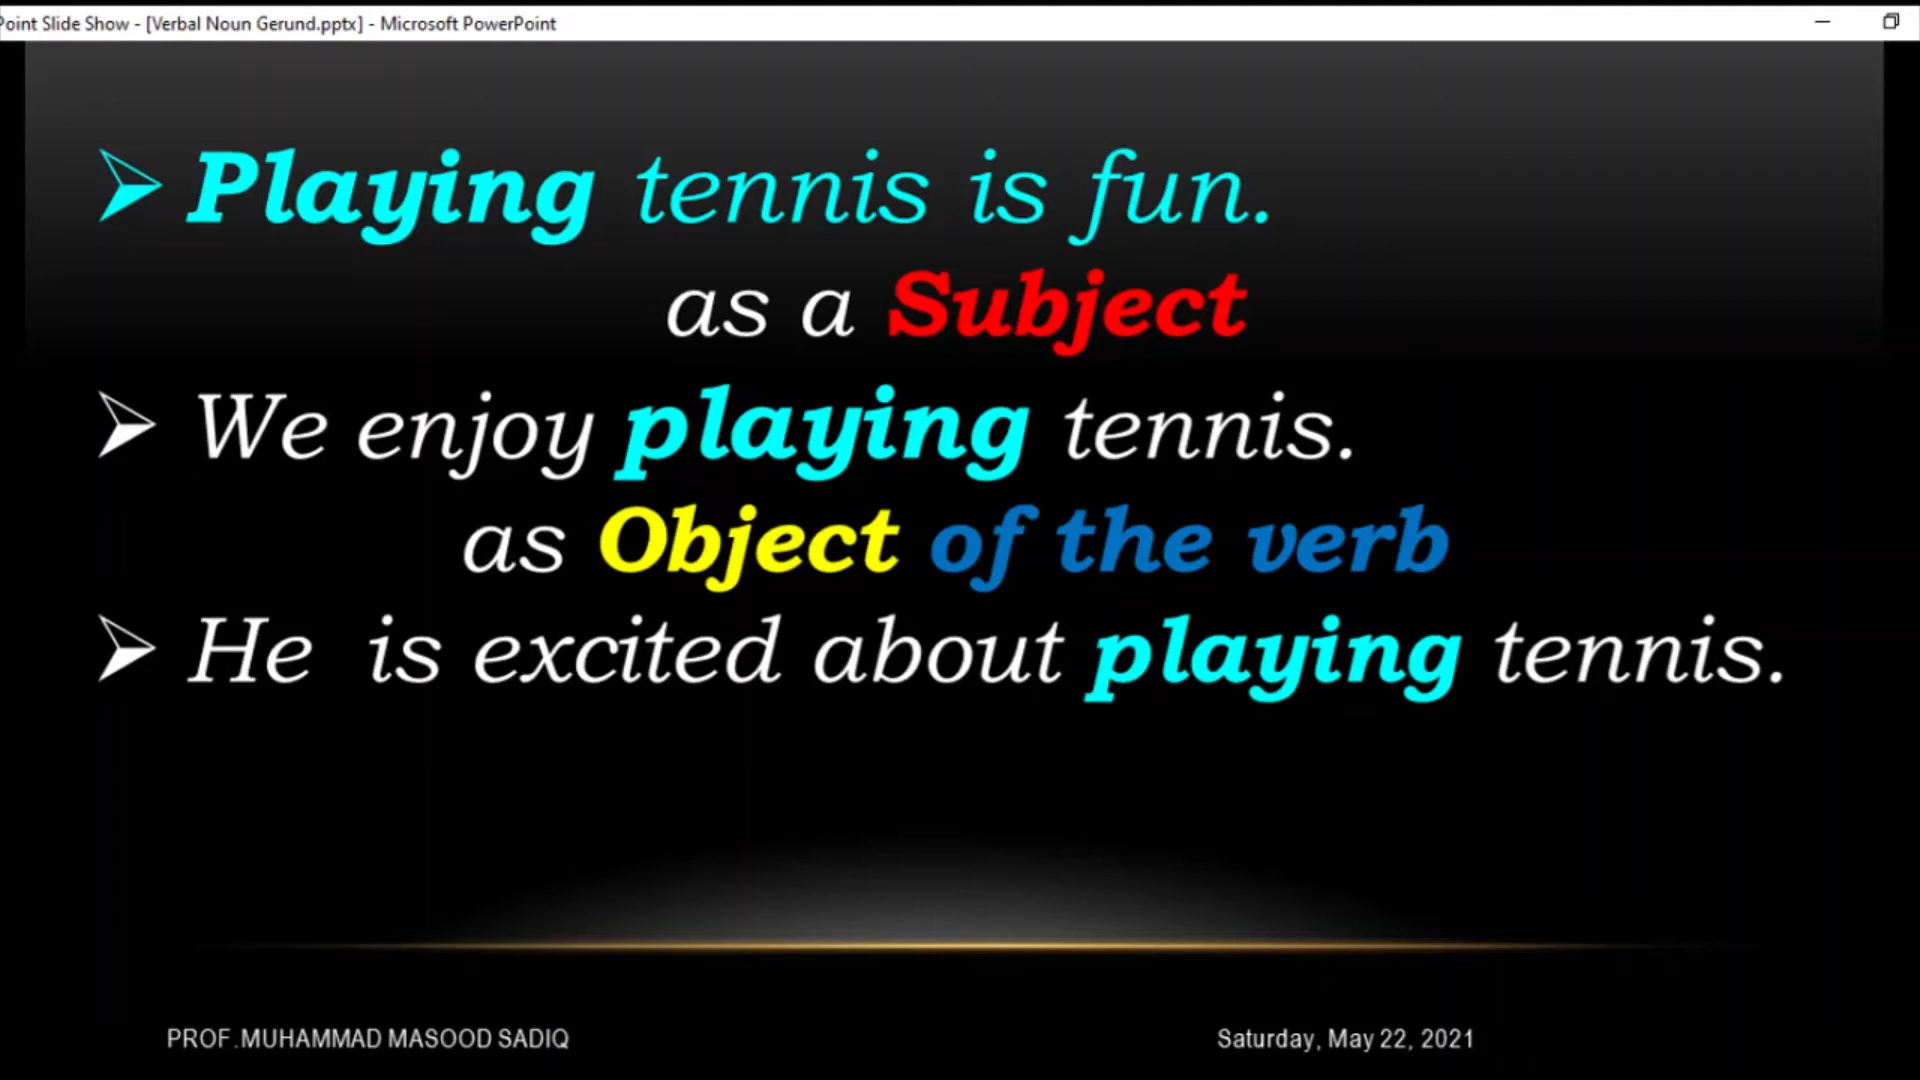 Point Slide Show - [Verbal Noun Gerund.pptx] - Microsoft PowerPoint
Playing tennis is fun.
as a Subject
We enjoy playing tennis.
as Object of the verb
He is excited about playing tennis.
PROF.MUHAMMAD MASOOD SADIQ
Saturday, May 22, 2021